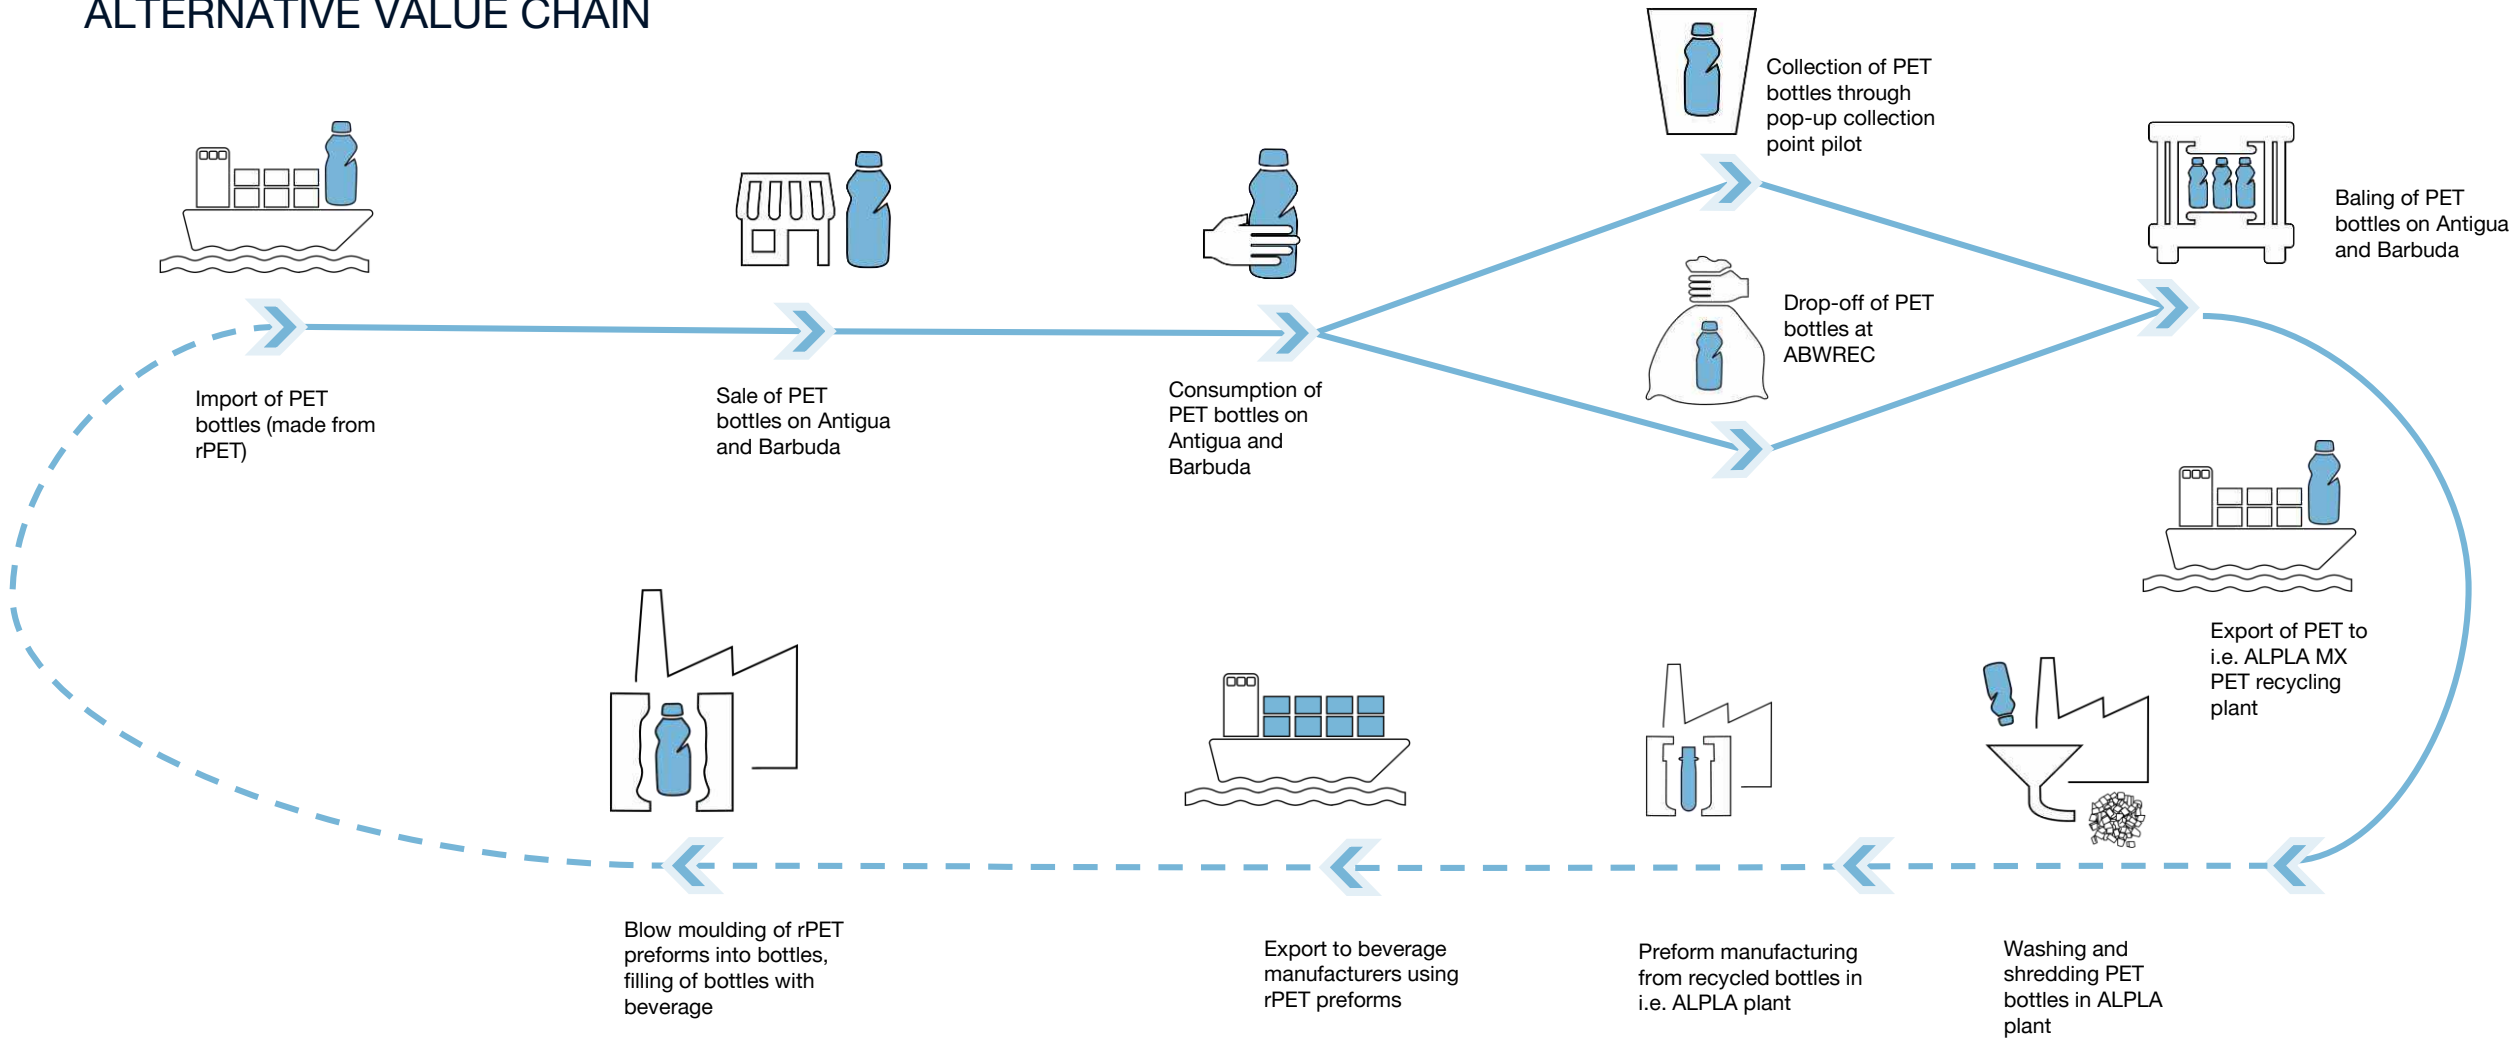 ALTERNATIVE VALUE CHAIN
Import of PET
bottles (made from
rPET)
Sale of PET
bottles on Antigua
and Barbuda
Consumption of
PET bottles on
Antigua and
Barbuda
Collection of PET
bottles through
pop-up collection
point pilot
Drop-off of PET
bottles at
ABWREC
Baling of PET
bottles on Antigua
and Barbuda
Export of PET to
i.e. ALPLA MX
PET recycling
plant
Washing and
shredding PET
bottles in ALPLA
plant
Preform manufacturing
from recycled bottles in
i.e. ALPLA plant
Export to beverage
manufacturers using
rPET preforms
Blow moulding of rPET
preforms into bottles,
filling of bottles with
beverage